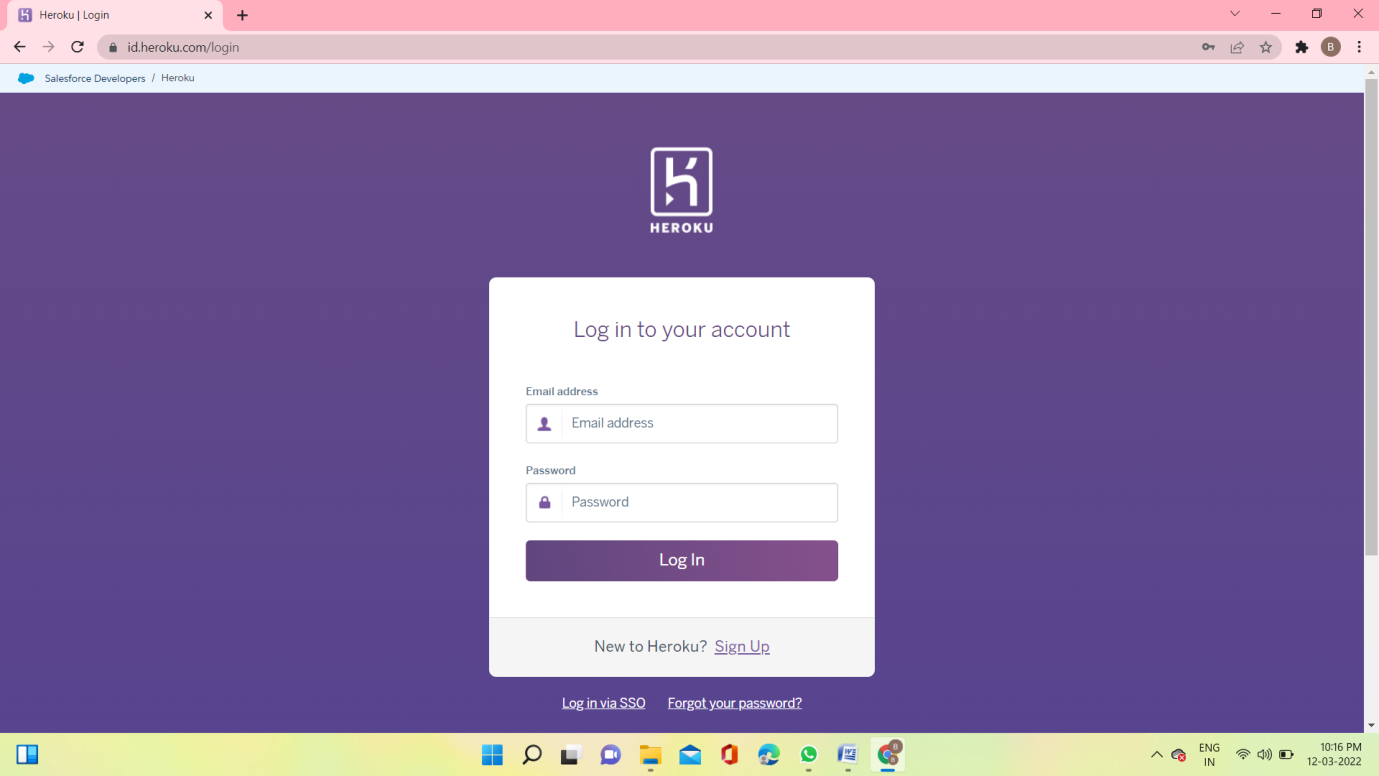 Heroku | Login
id.heroku.com/login
B
Salesforce Developers / Heroku
HEROKU
Log in to your account
Email address
Email address
Password
Password
Log In
New to Heroku? Sign Up
Log in via SSO Forgot your password?
ENG
IN
10:16 PM
12-03-2022